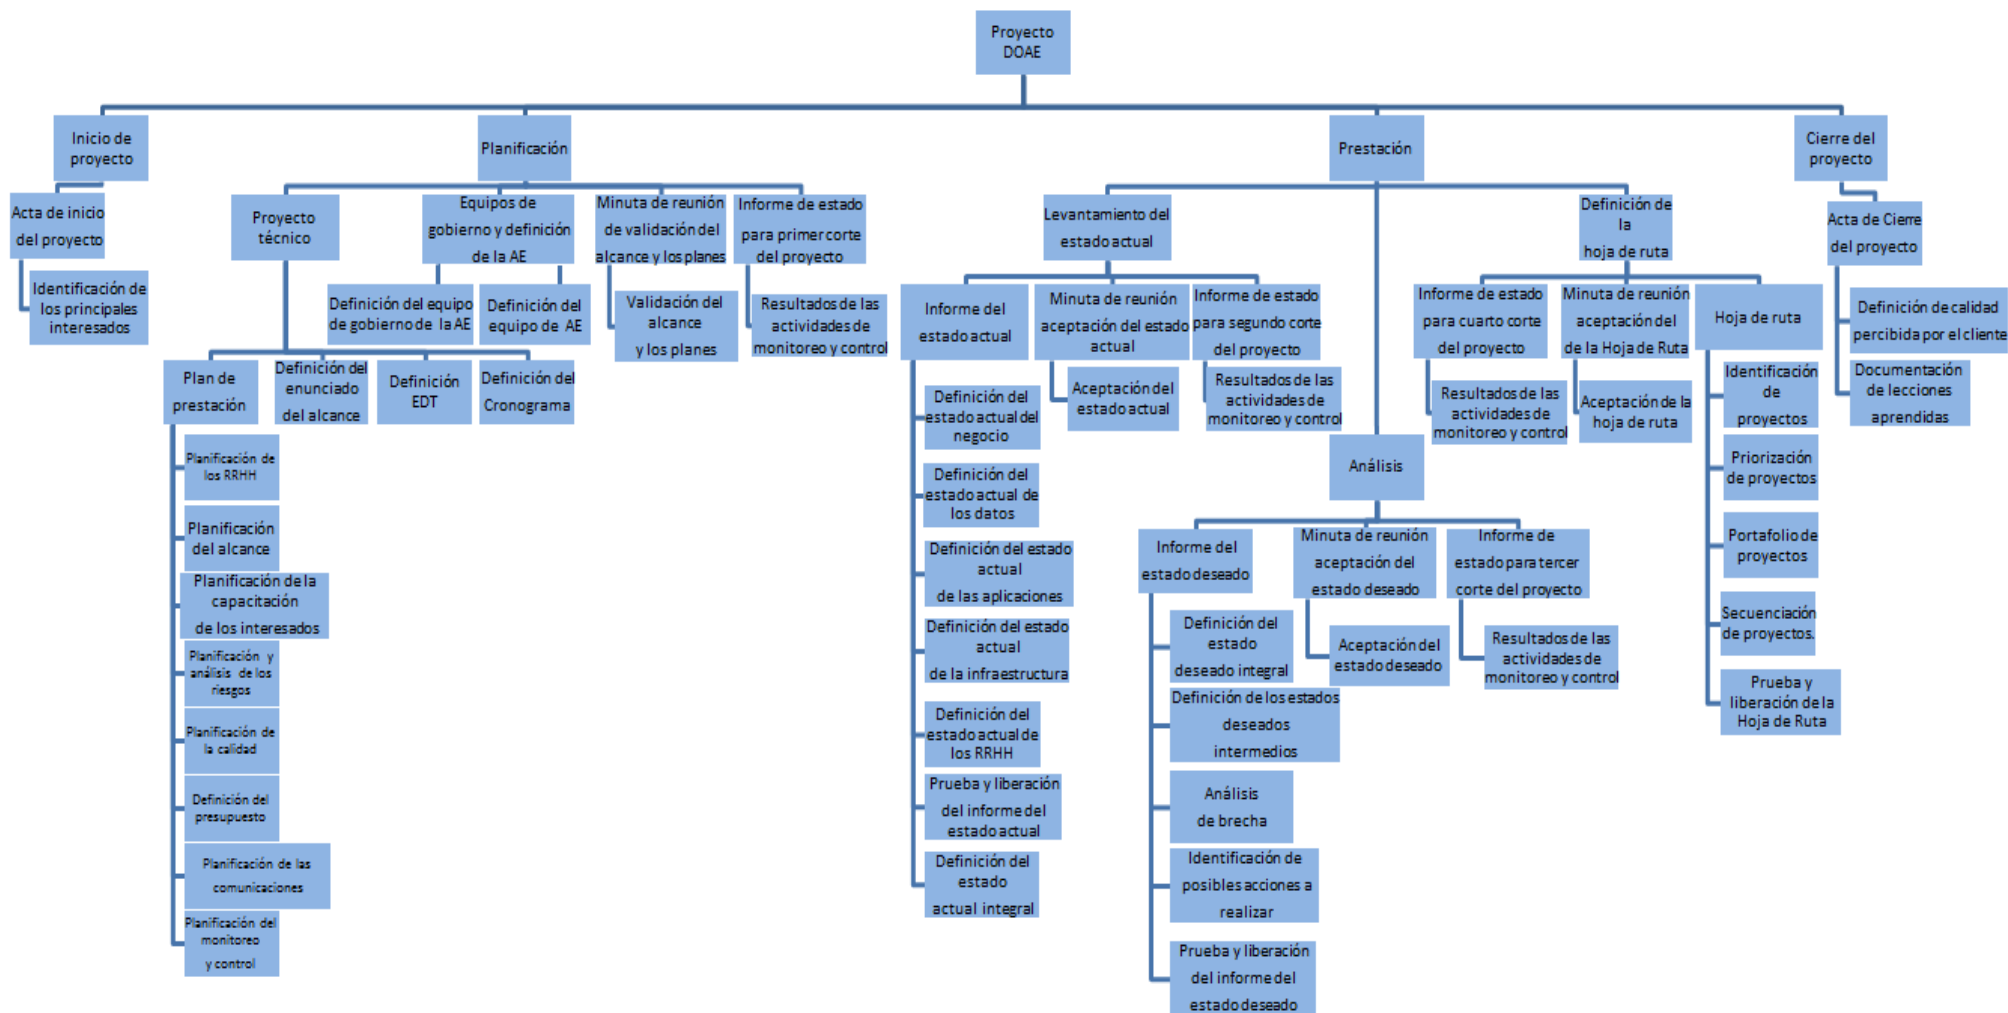 Proyecto
DOAE
Inicio de
proyecto
Acta de inicio
del proyecto
Identificación de
los principales
interesados
Planificación
Proyecto
técnico
Plan de
prestación
Planificación de
los RRHH
Planificación
del alcance
Planificación de la
capacitación
de los interesados
Planificación y
análisis de los
riesgos
Planificación de
la calidad
Definición del
presupuesto
Planificación de las
comunicaciones
Planificación del
monitoreo
y control
Definición del
enunciado
del alcance
Definición
EDT
Definición del
Cronograma
Equipos de
gobierno y definición
de la AE
Definición del equipo
de gobierno de la AE
Definición del
equipo de AE
Minuta de reunión
de validación del
alcance y los planes
Validación del
alcance
y los planes
Informe de estado
para primer corte
del proyecto
Resultados de las
actividades de
monitoreo y control
Prestación
Levantamiento del
estado actual
Informe del
estado actual
Definición del
estado actual del
negocio
Definición del
estado actual de
los datos
Definición del estado
actual
de las aplicaciones
Definición del estado
actual
de la infraestructura
Definición del
estado actual de
los RRHH
Prueba y liberación
del informe del
estado actual
Definición del
estado
actual integral
Minuta de reunión
aceptación del estado
actual
Aceptación del
estado actual
Informe de estado
para segundo corte
del proyecto
Resultados de las
actividades de
monitoreo y control
Análisis
Informe del
estado deseado
Definición del
estado
deseado integral
Definición de los estados
deseados
intermedios
Análisis
de brecha
Identificación de
posibles acciones a
realizar
Prueba y liberación
del informe del
estado deseado
Minuta de reunión
aceptación del
estado deseado
Aceptación del
estado deseado
Informe de
estado para tercer
corte del proyecto
Resultados de las
actividades de
monitoreo y control
Definición de
la
hoja de ruta
Informe de estado
para cuarto corte
del proyecto
Resultados de las
actividades de
monitoreo y control
Minuta de reunión
aceptación del
de la Hoja de Ruta
Aceptación de la
hoja de ruta
Hoja de ruta
Identificación
de
proyectos
Priorización
de proyectos
Portafolio de
proyectos
Secuenciación
de proyectos.
Prueba y
liberación de la
Hoja de Ruta
Cierre del
proyecto
Acta de Cierre
del proyecto
Definición de calidad
percibida por el cliente
Documentación
de lecciones
aprendidas